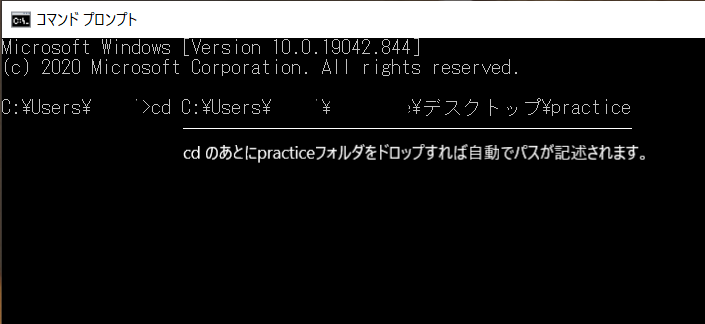 コマンド プロンプト
Microsoft Windows [Version 10.0.19042.844]
(c) 2020 Microsoft Corporation. All rights reserved.
C:¥Users¥ >cd C:¥Users¥ ¥ ¥デスクトップ¥practice
cd のあとにpracticeフォルダをドロップすれば自動でパスが記述されます。